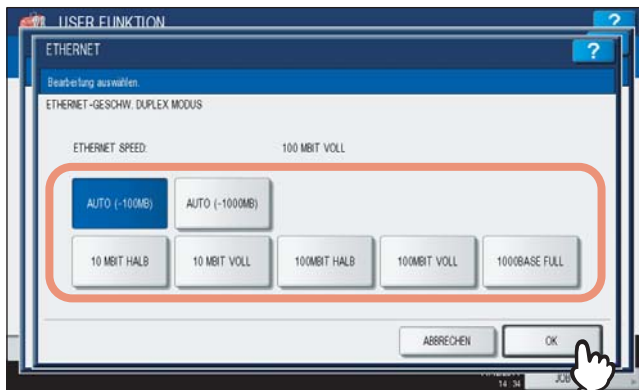 USER FUNKTION
?
ETHERNET
?
Bearbeitung auswählen.
ETHERNET-GESCHW. DUPLEX MODUS
ETHERNET SPEED: 100 MBIT VOLL
AUTO (-100MB) AUTO (-1000MB)
10 MBIT HALB 10 MBIT VOLL 100MBIT HALB 100MBIT VOLL 1000BASE FULL
ABBRECHEN OK
14:34 JOB